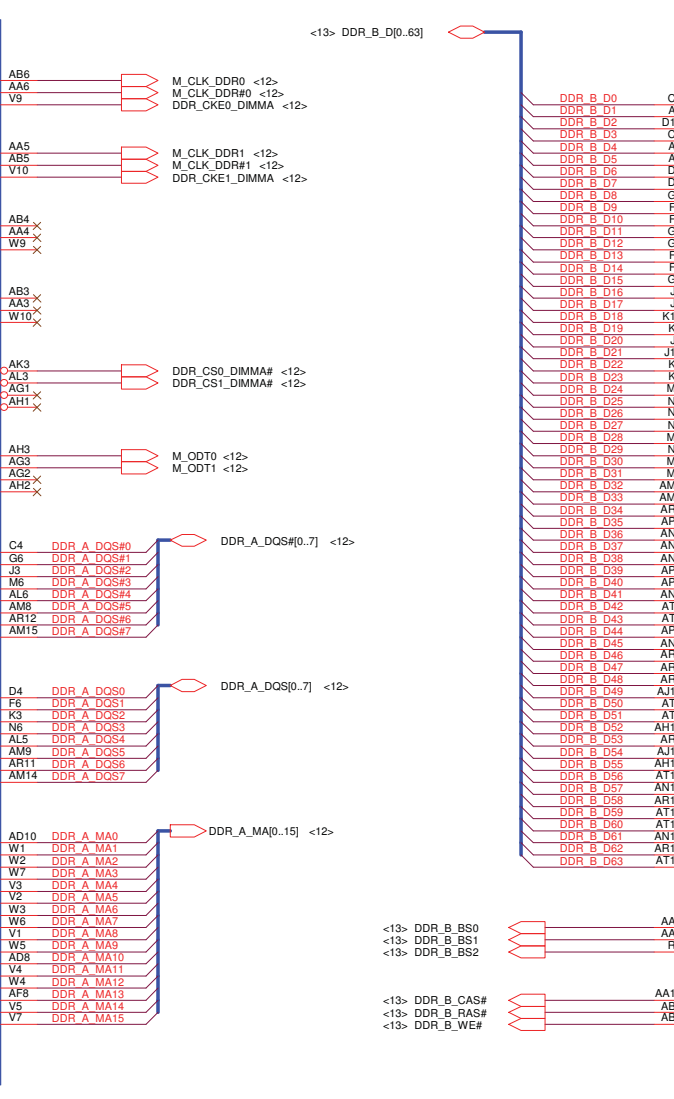 <13> DDR_B_D[0..63]
AB6
AA6
V9
M_CLK_DDR0 <12>
M_CLK_DDR#0 <12>
DDR_CKE0_DIMMA <12>
AA5
AB5
V10
M_CLK_DDR1 <12>
M_CLK_DDR#1 <12>
DDR_CKE1_DIMMA <12>
AB4
AA4
W9
AB3
AA3
W10
AK3
AL3
AG1
AH1
DDR_CS0_DIMMA# <12>
DDR_CS1_DIMMA# <12>
AH3
AG3
AG2
AH2
M_ODT0 <12>
M_ODT1 <12>
DDR_A_DQS#[0..7] <12>
C4 DDR_A_DQS#0
G6 DDR_A_DQS#1
J3 DDR_A_DQS#2
M6 DDR_A_DQS#3
AL6 DDR_A_DQS#4
AM8 DDR_A_DQS#5
AR12 DDR_A_DQS#6
AM15 DDR_A_DQS#7
DDR_A_DQS[0..7] <12>
D4 DDR_A_DQS0
F6 DDR_A_DQS1
K3 DDR_A_DQS2
N6 DDR_A_DQS3
AL5 DDR_A_DQS4
AM9 DDR_A_DQS5
AR11 DDR_A_DQS6
AM14 DDR_A_DQS7
DDR_A_MA[0..15] <12>
AD10 DDR_A_MA0
W1 DDR_A_MA1
W2 DDR_A_MA2
W7 DDR_A_MA3
V3 DDR_A_MA4
V2 DDR_A_MA5
W3 DDR_A_MA6
W6 DDR_A_MA7
V1 DDR_A_MA8
W5 DDR_A_MA9
AD8 DDR_A_MA10
V4 DDR_A_MA11
W4 DDR_A_MA12
AF8 DDR_A_MA13
V5 DDR_A_MA14
V7 DDR_A_MA15
DDR_B_D0
DDR_B_D1
DDR_B_D2
DDR_B_D3
DDR_B_D4
DDR_B_D5
DDR_B_D6
DDR_B_D7
DDR_B_D8
DDR_B_D9
DDR_B_D10
DDR_B_D11
DDR_B_D12
DDR_B_D13
DDR_B_D14
DDR_B_D15
DDR_B_D16
DDR_B_D17
DDR_B_D18
DDR_B_D19
DDR_B_D20
DDR_B_D21
DDR_B_D22
DDR_B_D23
DDR_B_D24
DDR_B_D25
DDR_B_D26
DDR_B_D27
DDR_B_D28
DDR_B_D29
DDR_B_D30
DDR_B_D31
DDR_B_D32
DDR_B_D33
DDR_B_D34
DDR_B_D35
DDR_B_D36
DDR_B_D37
DDR_B_D38
DDR_B_D39
DDR_B_D40
DDR_B_D41
DDR_B_D42
DDR_B_D43
DDR_B_D44
DDR_B_D45
DDR_B_D46
DDR_B_D47
DDR_B_D48
DDR_B_D49
DDR_B_D50
DDR_B_D51
DDR_B_D52
DDR_B_D53
DDR_B_D54
DDR_B_D55
DDR_B_D56
DDR_B_D57
DDR_B_D58
DDR_B_D59
DDR_B_D60
DDR_B_D61
DDR_B_D62
DDR_B_D63
<13> DDR_B_BS0
<13> DDR_B_BS1
<13> DDR_B_BS2
<13> DDR_B_CAS#
<13> DDR_B_RAS#
<13> DDR_B_WE#